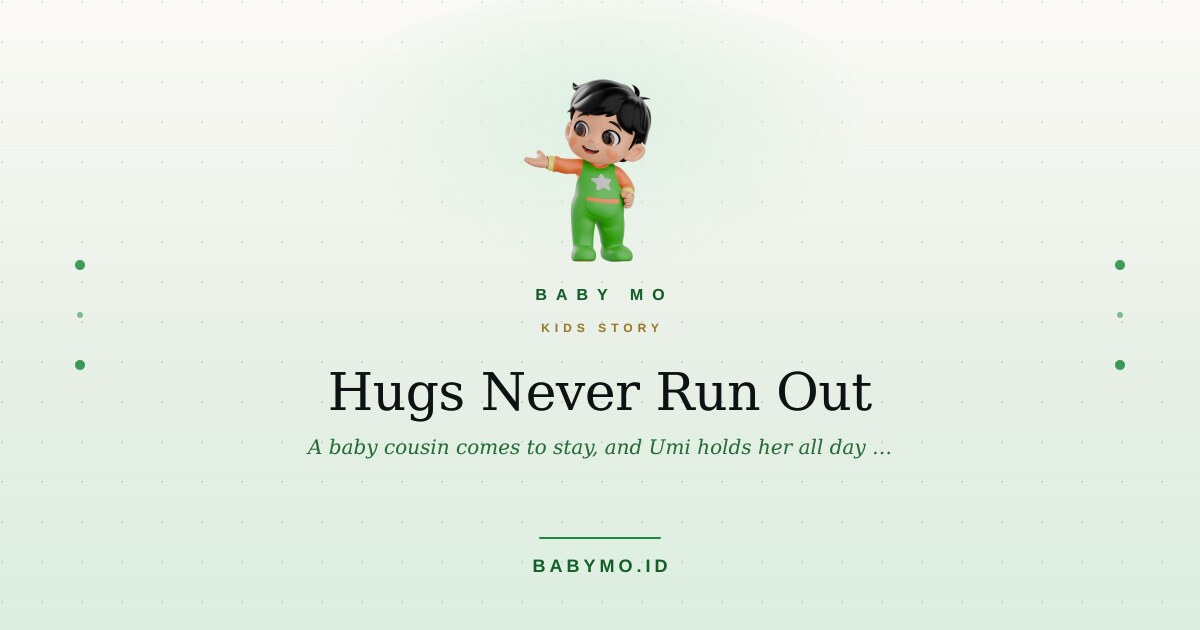 BABY MO
KIDS STORY
Hugs Never Run Out
A baby cousin comes to stay, and Umi holds her all day ...
BABYMO.ID